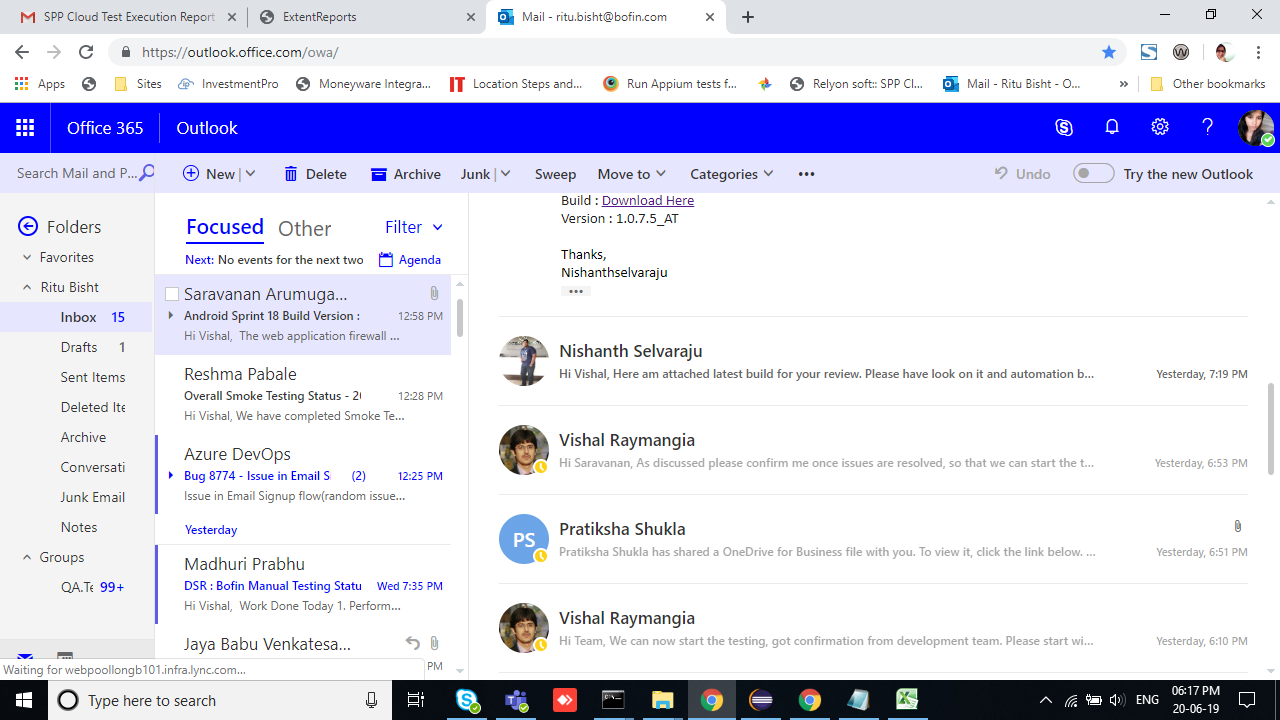 SPP Cloud Test Execution Report
ExtentReports
Mail - ritu.bisht@bofin.com
https://outlook.office.com/owa/
Apps
Sites
InvestmentPro
Moneyware Integra...
IT
Location Steps and...
Run Appium tests f...
Relyon soft:: SPP Cl...
Mail - Ritu Bisht - O...
»
Other bookmarks
Office 365
Outlook
Search Mail and P...
New
Delete
Archive
Junk
Sweep
Move to
Categories
Undo
Try the new Outlook
Folders
Favorites
Ritu Bisht
Inbox 15
Drafts 1
Sent Items
Deleted Ite
Archive
Conversati
Junk Email
Notes
Groups
QA.Te 99+
Focused
Other
Filter
Next: No events for the next two
Agenda
Saravanan Arumuga...
Android Sprint 18 Build Version : 12:58 PM
Hi Vishal, The web application firewall ...
Reshma Pabale
Overall Smoke Testing Status - 20 12:28 PM
Hi Vishal, We have completed Smoke Te...
Azure DevOps
Bug 8774 - Issue in Email Si (2) 12:25 PM
Issue in Email Signup flow(random issue...
Yesterday
Madhuri Prabhu
DSR : Bofin Manual Testing Statu Wed 7:35 PM
Hi Vishal, Work Done Today 1. Perform...
Jaya Babu Venkatesa...
PM
Build : Download Here
Version : 1.0.7.5_AT
Thanks,
Nishanthselvaraju
Nishanth Selvaraju
Hi Vishal, Here am attached latest build for your review. Please have look on it and automation b... Yesterday, 7:19 PM
Vishal Raymangia
Hi Saravanan, As discussed please confirm me once issues are resolved, so that we can start the t... Yesterday, 6:53 PM
PS
Pratiksha Shukla
Pratiksha Shukla has shared a OneDrive for Business file with you. To view it, click the link below. ... Yesterday, 6:51 PM
Vishal Raymangia
Hi Team, We can now start the testing, got confirmation from development team. Please start wi... Yesterday, 6:10 PM
Waiting for webpoollongb101.infra.lync.com...
Type here to search
ENG
06:17 PM
20-06-19